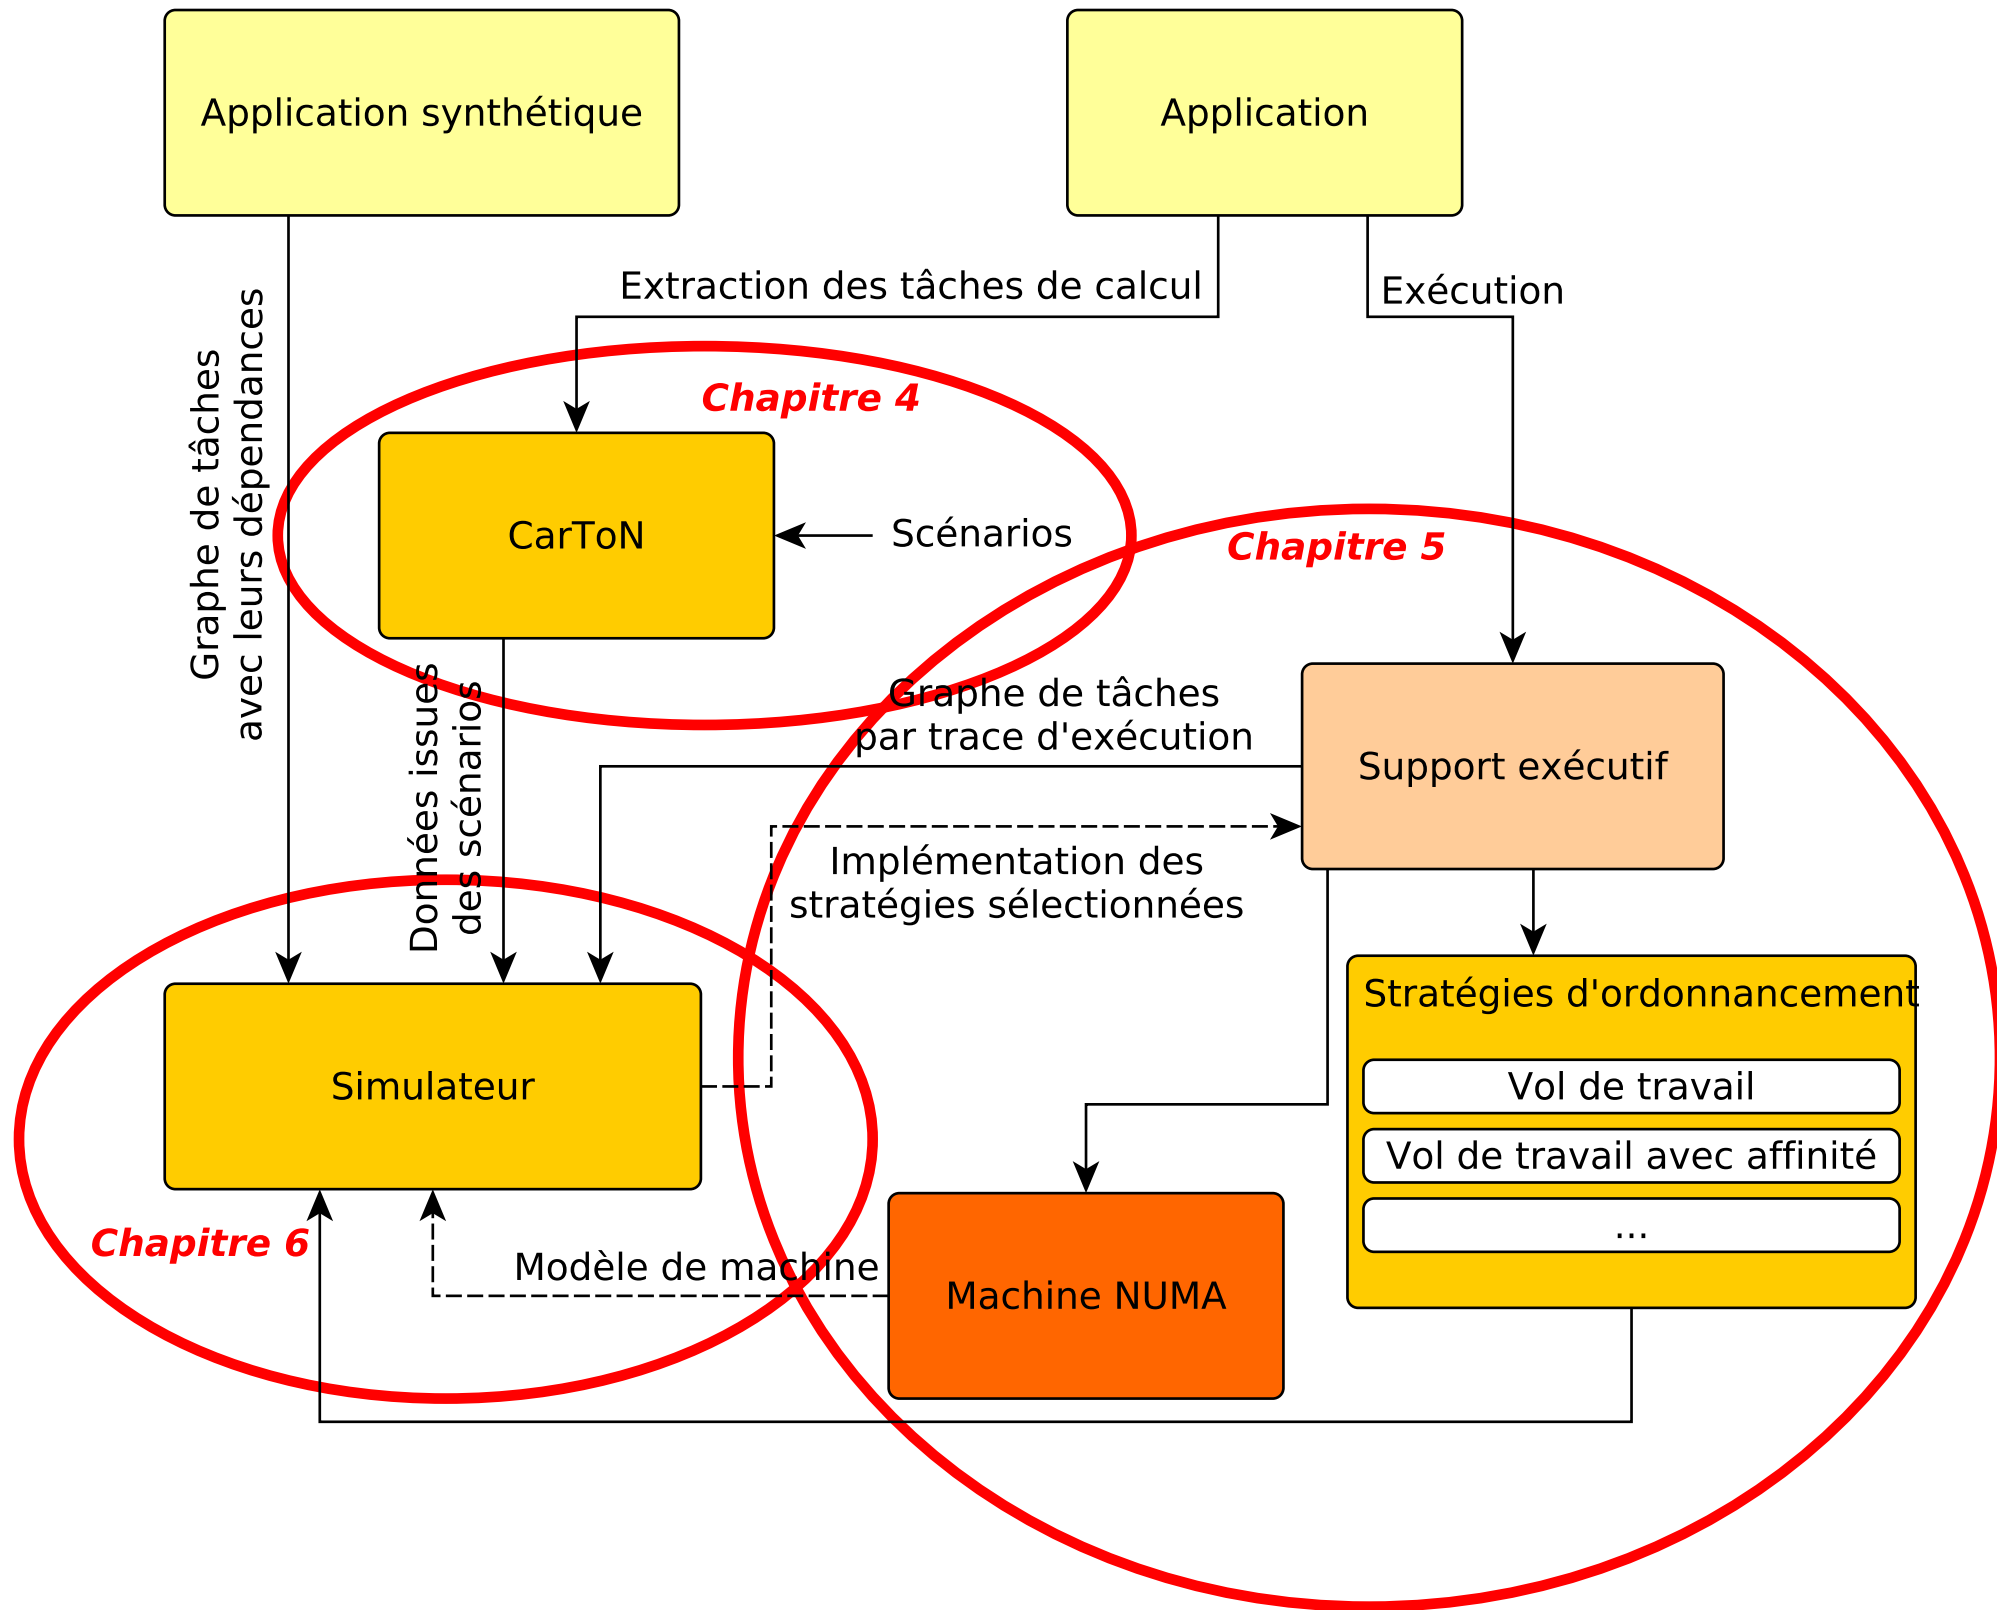 Application synthétique
Application
Extraction des tâches de calcul
Exécution
Graphe de tâches
avec leurs dépendances
Chapitre 4
CarToN
Scénarios
Chapitre 5
Données issues
des scénarios
Graphe de tâches
par trace d'exécution
Support exécutif
Implémentation des
stratégies sélectionnées
Stratégies d'ordonnancement
Vol de travail
Vol de travail avec affinité
...
Simulateur
Chapitre 6
Modèle de machine
Machine NUMA